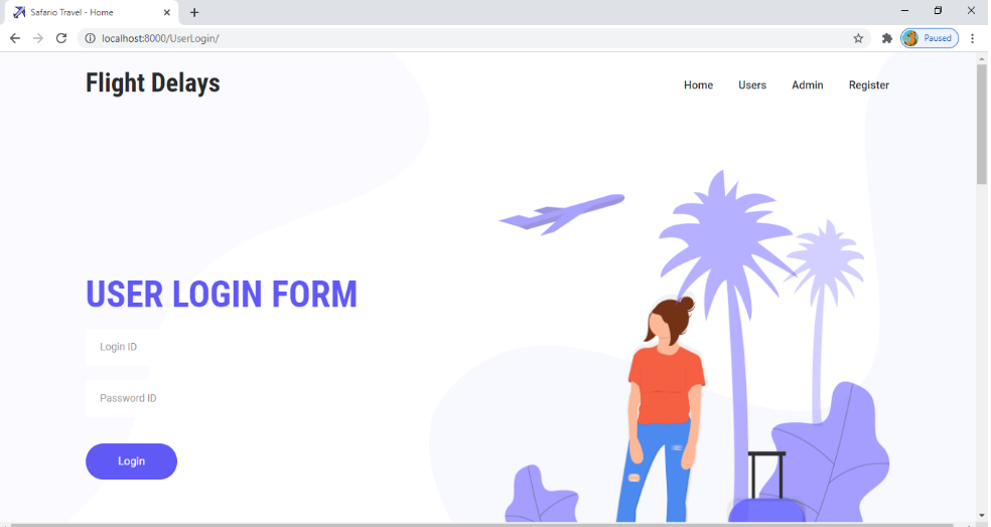 Safario Travel - Home
localhost:8000/UserLogin/
Paused
Flight Delays
Home Users Admin Register
USER LOGIN FORM
Login ID
Password ID
Login